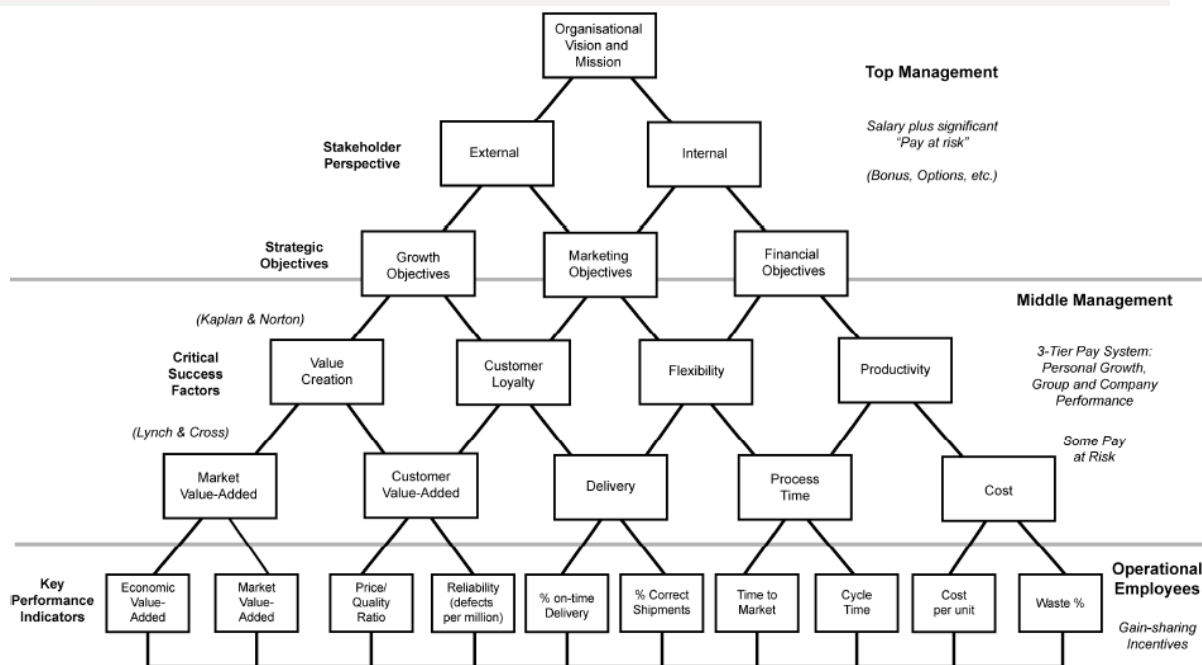 Organisational
Vision and
Mission
Top Management
Salary plus significant
“Pay at risk”
(Bonus, Options, etc.)
Stakeholder
Perspective
External
Internal
Strategic
Objectives
Growth
Objectives
Marketing
Objectives
Financial
Objectives
Middle Management
(Kaplan & Norton)
3-Tier Pay System:
Personal Growth,
Group and Company
Performance
Some Pay
at Risk
Critical
Success
Factors
Value
Creation
Customer
Loyalty
Flexibility
Productivity
(Lynch & Cross)
Market
Value-Added
Customer
Value-Added
Delivery
Process
Time
Cost
Key
Performance
Indicators
Economic
Value-
Added
Market
Value-
Added
Price/
Quality
Ratio
Reliability
(defects
per million)
% on-time
Delivery
% Correct
Shipments
Time to
Market
Cycle
Time
Cost
per unit
Waste %
Operational
Employees
Gain-sharing
Incentives